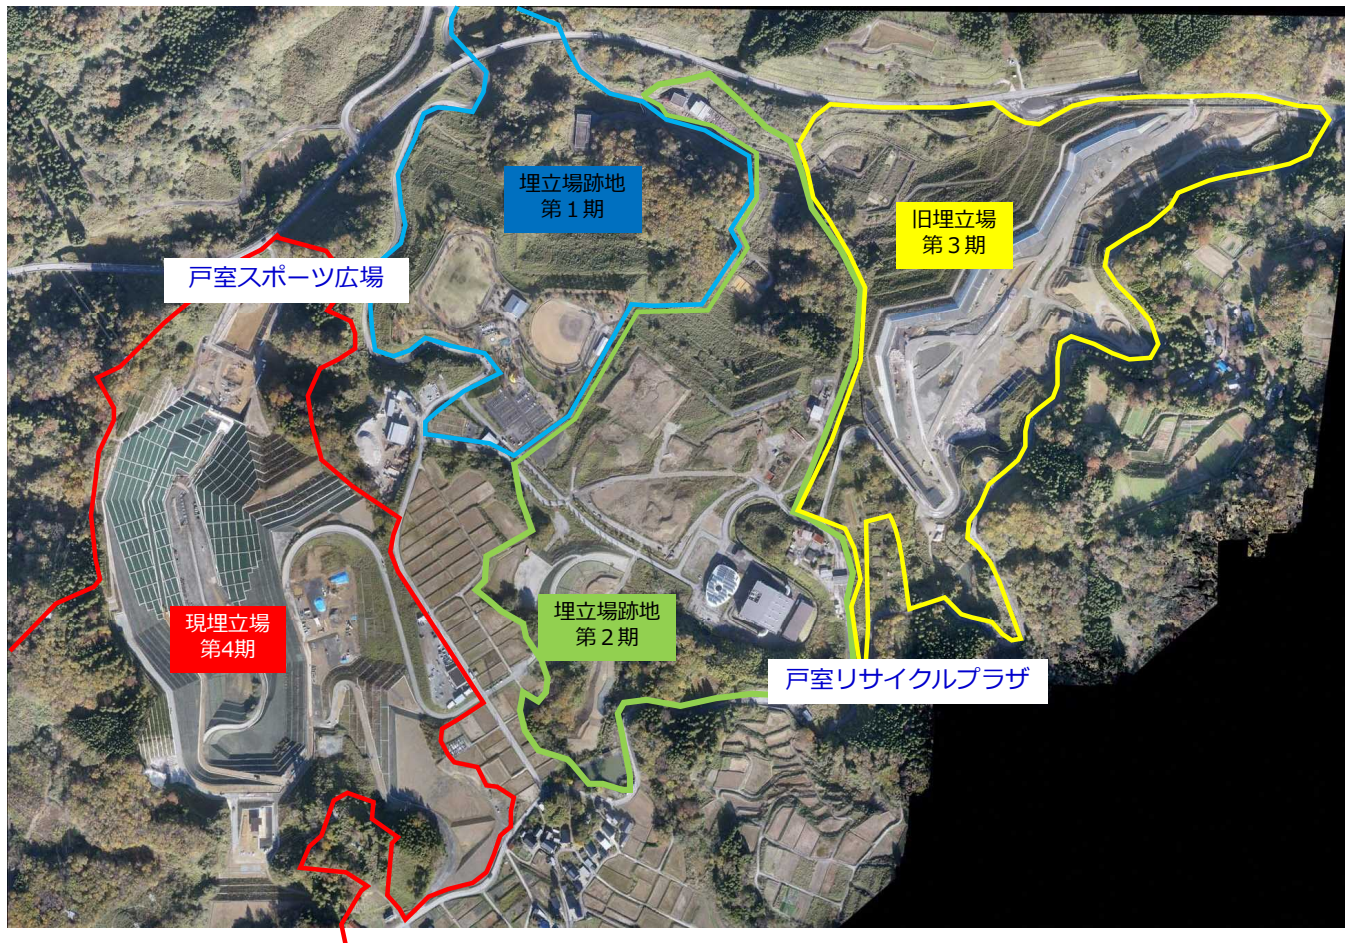 埋立場跡地
第１期
旧埋立場
第３期
戸室スポーツ広場
現埋立場
第4期
埋立場跡地
第２期
戸室リサイクルプラザ